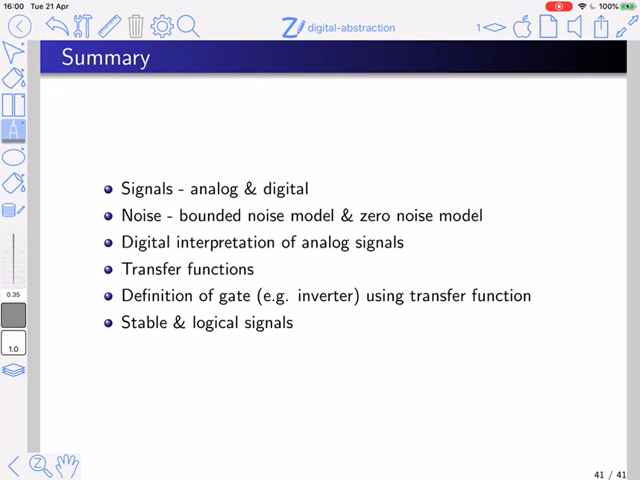 16:00 Tue 21 Apr 100%
digital-abstraction 1
Summary
Signals - analog & digital
Noise - bounded noise model & zero noise model
Digital interpretation of analog signals
Transfer functions
0.35
Definition of gate (e.g. inverter) using transfer function
Stable & logical signals
1.0
41 / 41